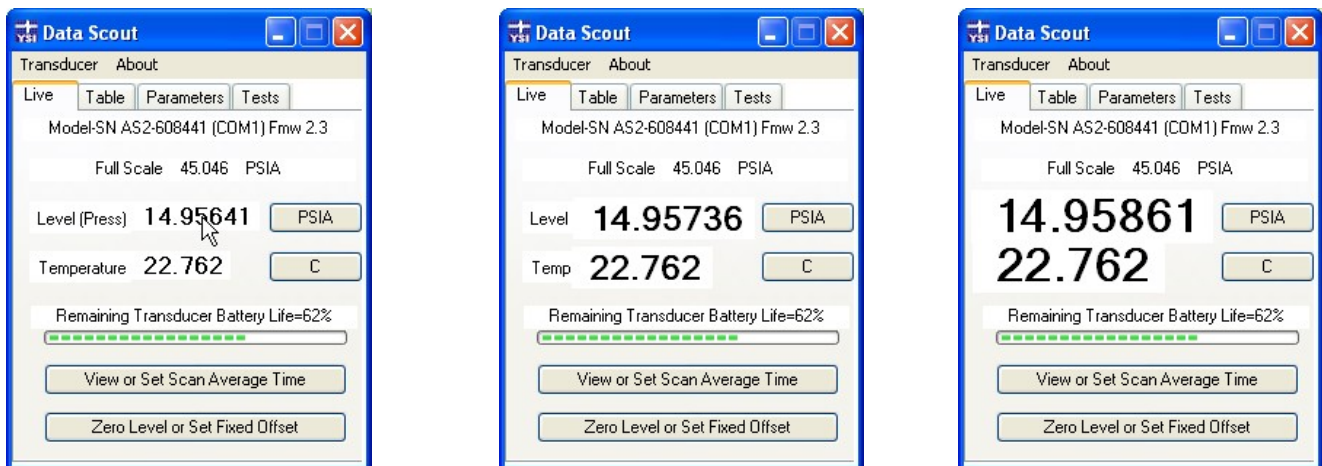 YSI Data Scout
Transducer About
Live Table Parameters Tests
Model-SN AS2-608441 (COM1) Fmw 2.3
Full Scale 45.046 PSIA
Level (Press) 14.95641 PSIA
Temperature 22.762 C
Remaining Transducer Battery Life=62%
View or Set Scan Average Time
Zero Level or Set Fixed Offset
YSI Data Scout
Transducer About
Live Table Parameters Tests
Model-SN AS2-608441 (COM1) Fmw 2.3
Full Scale 45.046 PSIA
Level 14.95736 PSIA
Temp 22.762 C
Remaining Transducer Battery Life=62%
View or Set Scan Average Time
Zero Level or Set Fixed Offset
YSI Data Scout
Transducer About
Live Table Parameters Tests
Model-SN AS2-608441 (COM1) Fmw 2.3
Full Scale 45.046 PSIA
14.95861 PSIA
22.762 C
Remaining Transducer Battery Life=62%
View or Set Scan Average Time
Zero Level or Set Fixed Offset